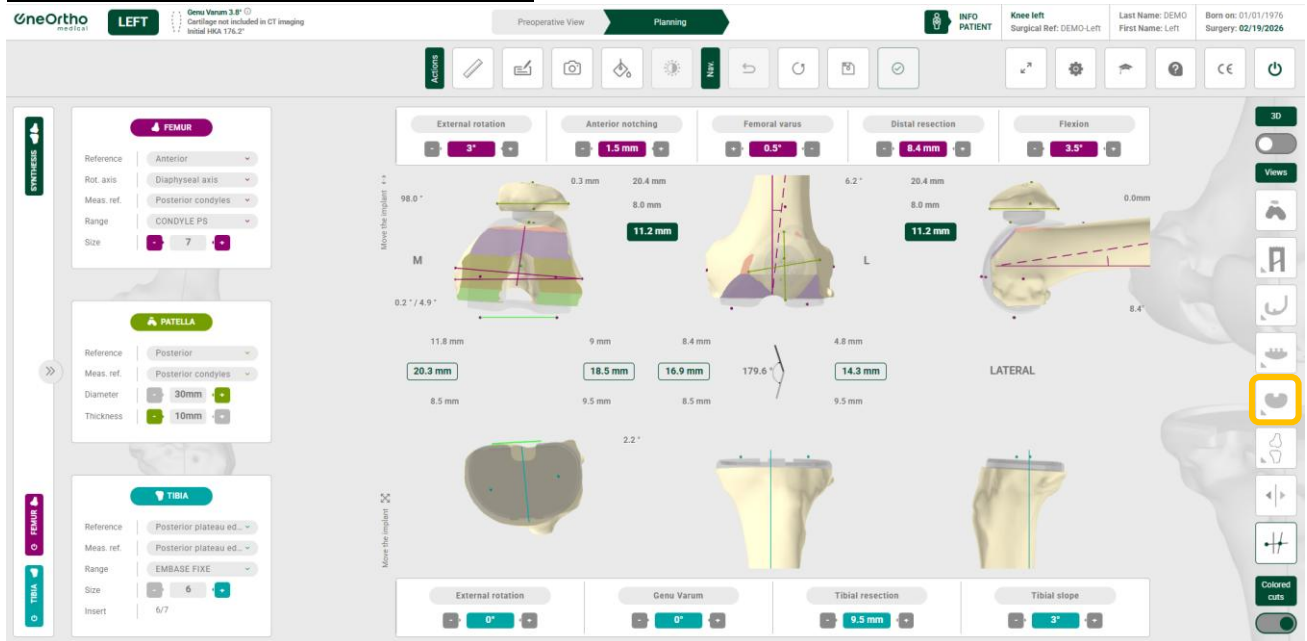 OneOrtho
medical
LEFT
Genu Varum 3.8°
Cartilage not included in CT imaging
Initial HKA 176.2°
Preoperative View
Planning
INFO
PATIENT
Knee left
Surgical Ref: DEMO-Left
Last Name: DEMO
First Name: Left
Born on: 01/01/1976
Surgery: 02/19/2026
Actions
Nav.
CE
SYNTHESIS
FEMUR
Reference Anterior
Rot. axis Diaphyseal axis
Meas. ref. Posterior condyles
Range CONDYLE PS
Size - 7 +
PATELLA
Reference Posterior
Meas. ref. Posterior condyles
Diameter - 30mm +
Thickness - 10mm +
TIBIA
Reference Posterior plateau ed...
Meas. ref. Posterior plateau ed...
Range EMBASE FIXE
Size - 6 +
Insert 6/7
FEMUR
TIBIA
External rotation
- 3° +
Anterior notching
- 1.5 mm +
Femoral varus
+ 0.5° -
Distal resection
- 8.4 mm +
Flexion
- 3.5° +
Move the implant
98.0°
0.3 mm
20.4 mm
8.0 mm
11.2 mm
6.2°
20.4 mm
8.0 mm
11.2 mm
0.0mm
M
L
0.2°/ 4.9°
8.4°
11.8 mm
9 mm
8.4 mm
4.8 mm
20.3 mm
18.5 mm
16.9 mm
179.6°
14.3 mm
LATERAL
8.5 mm
9.5 mm
8.5 mm
9.5 mm
2.2°
Move the implant
External rotation
- 0° +
Genu Varum
- 0° +
Tibial resection
- 9.5 mm +
Tibial slope
- 3° +
3D
Views
Colored
cuts